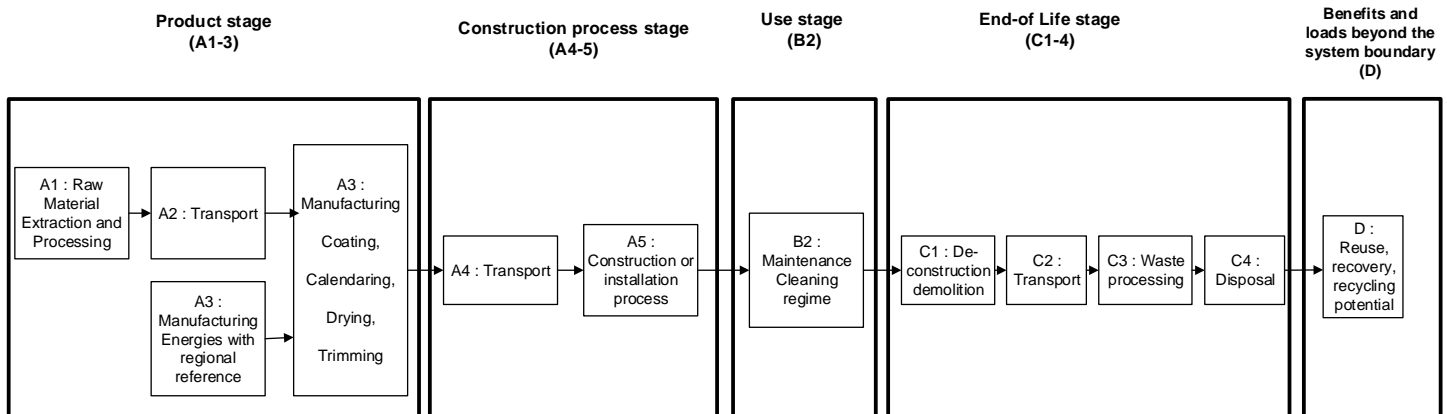 Product stage
(A1-3)
Construction process stage
(A4-5)
Use stage
(B2)
End-of Life stage
(C1-4)
Benefits and
loads beyond the
system boundary
(D)
A1 : Raw
Material
Extraction and
Processing
A2 : Transport
A3 :
Manufacturing
Energies with
regional
reference
A3 :
Manufacturing
Coating,
Calendaring,
Drying,
Trimming
A4 : Transport
A5 :
Construction or
installation
process
B2 :
Maintenance
Cleaning
regime
C1 : De-
construction
demolition
C2 :
Transport
C3 : Waste
processing
C4 :
Disposal
D :
Reuse,
recovery,
recycling
potential